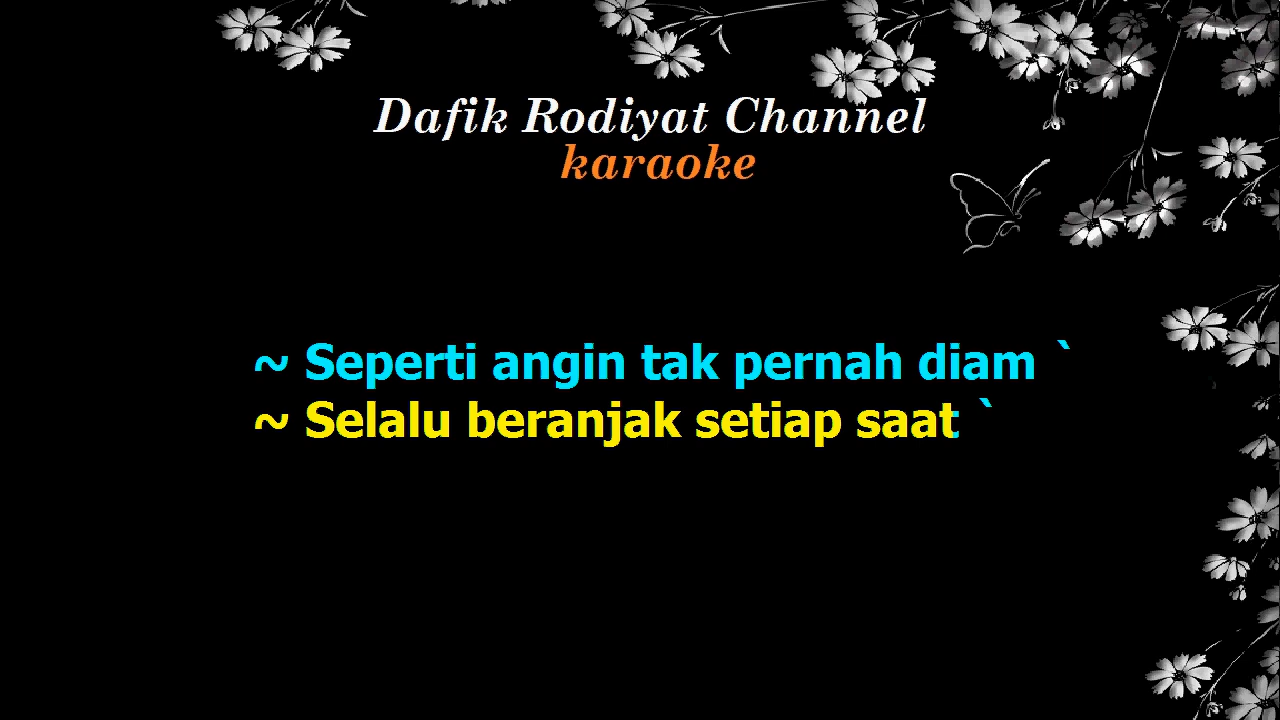 Dafik Rodiyat Channel
karaoke
~ Seperti angin tak pernah diam `
~ Selalu beranjak setiap saat `